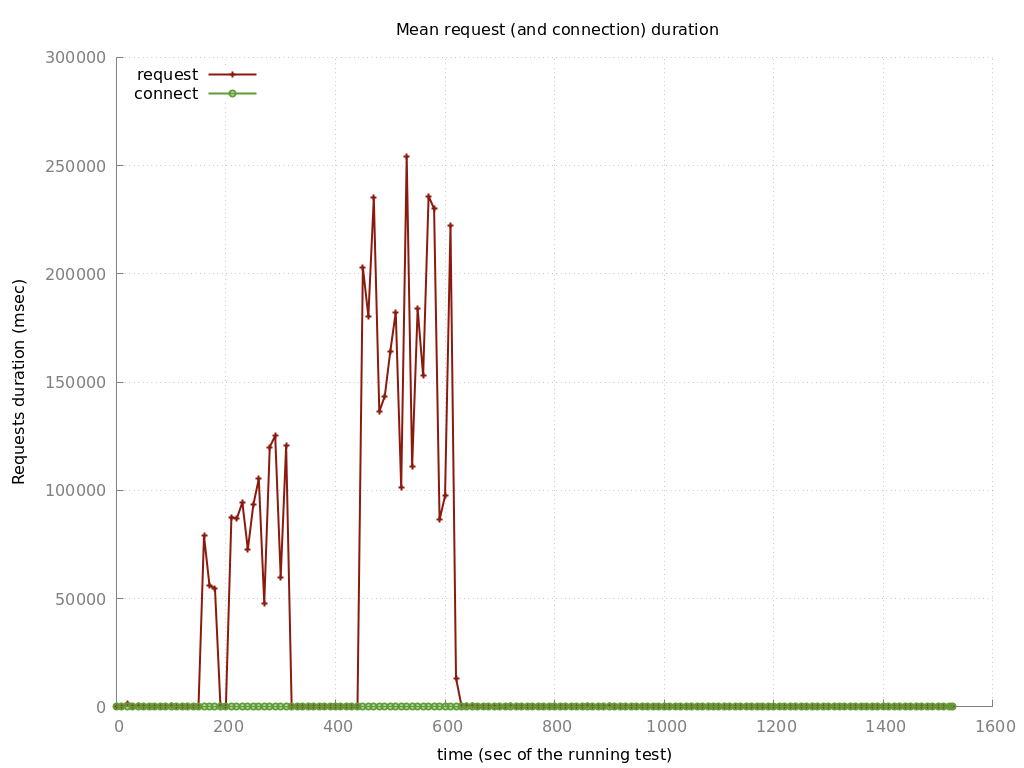 Mean request (and connection) duration
300000
request
connect
250000
200000
150000
100000
50000
0
Requests duration (msec)
0 200 400 600 800 1000 1200 1400 1600
time (sec of the running test)